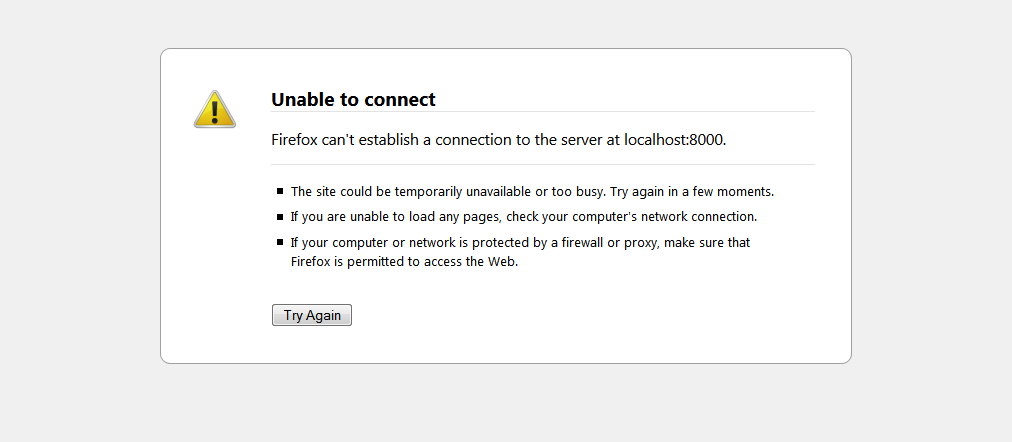 Unable to connect
Firefox can't establish a connection to the server at localhost:8000.
The site could be temporarily unavailable or too busy. Try again in a few moments.
If you are unable to load any pages, check your computer's network connection.
If your computer or network is protected by a firewall or proxy, make sure that
Firefox is permitted to access the Web.
Try Again